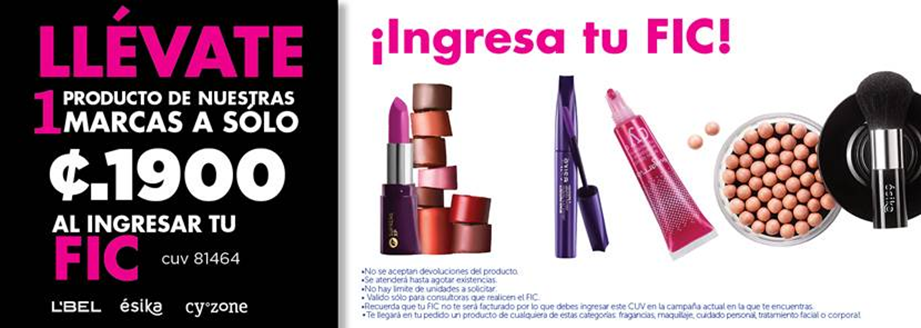 LLÉVATE
1 PRODUCTO DE NUESTRAS
MARCAS A SÓLO
¢.1900
AL INGRESAR TU
FIC cuv 81464
L'BEL ésika cy°zone
¡Ingresa tu FIC!
ésika
ésika
•No se aceptan devoluciones del producto.
•Se atenderá hasta agotar existencias.
•No hay limite de unidades a solicitar.
• Valido sólo para consultoras que realicen el FIC.
•Recuerda que tu FIC no te será facturado por lo que debes ingresar este CUV en la campaña actual en la que te encuentras.
•Te llegará en tu pedido un producto de cualquiera de estas categorías: fragancias, maquillaje, cuidado personal, tratamiento facial o corporal.